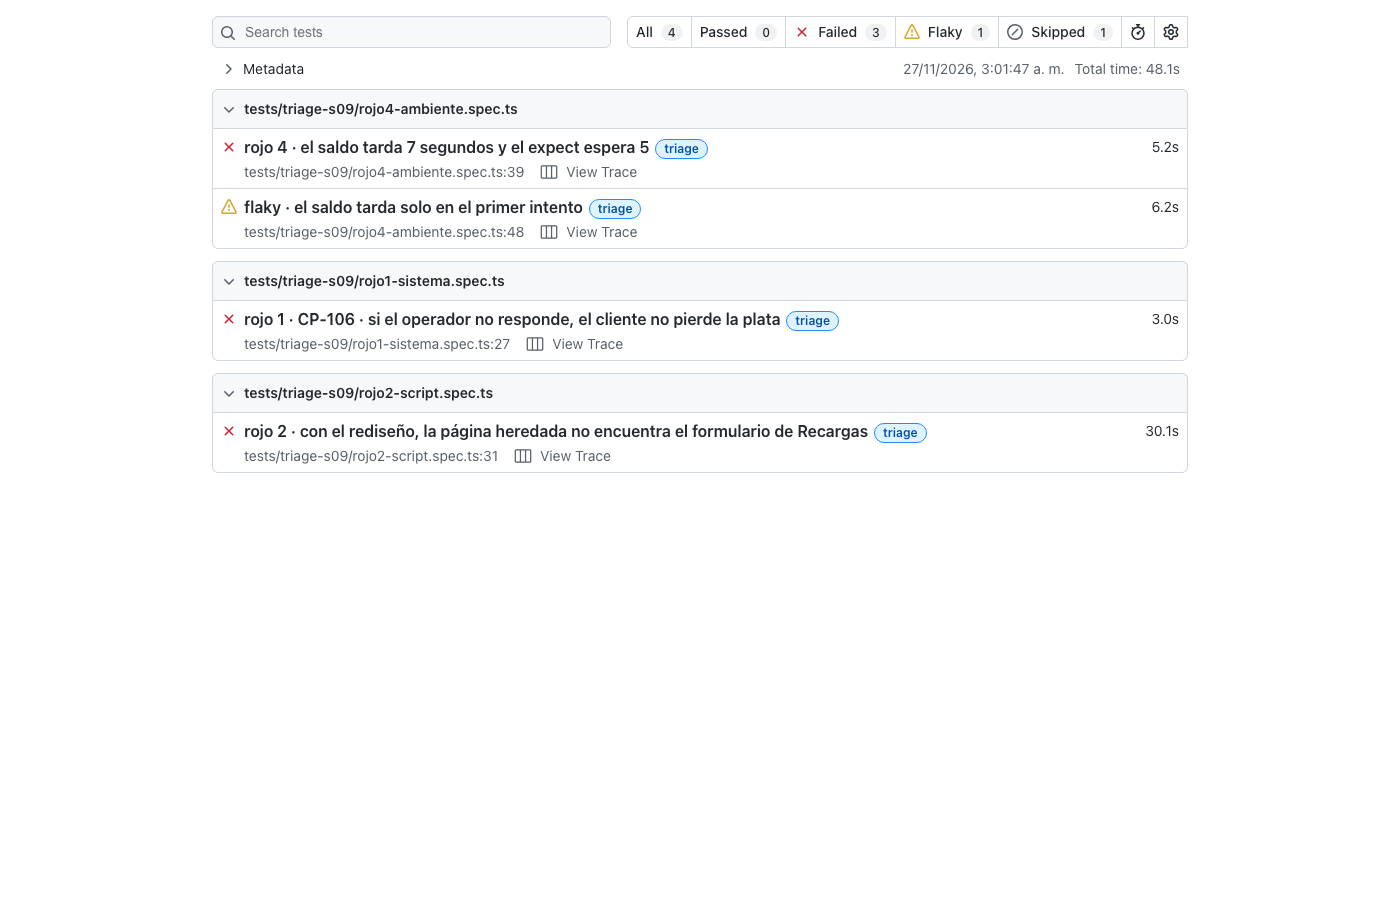 Search tests
All 4 Passed 0 Failed 3 Flaky 1 Skipped 1
Metadata 27/11/2026, 3:01:47 a. m. Total time: 48.1s
tests/triage-s09/rojo4-ambiente.spec.ts
rojo 4 · el saldo tarda 7 segundos y el expect espera 5 triage 5.2s
tests/triage-s09/rojo4-ambiente.spec.ts:39 View Trace
flaky · el saldo tarda solo en el primer intento triage 6.2s
tests/triage-s09/rojo4-ambiente.spec.ts:48 View Trace
tests/triage-s09/rojo1-sistema.spec.ts
rojo 1 · CP-106 · si el operador no responde, el cliente no pierde la plata triage 3.0s
tests/triage-s09/rojo1-sistema.spec.ts:27 View Trace
tests/triage-s09/rojo2-script.spec.ts
rojo 2 · con el rediseño, la página heredada no encuentra el formulario de Recargas triage 30.1s
tests/triage-s09/rojo2-script.spec.ts:31 View Trace